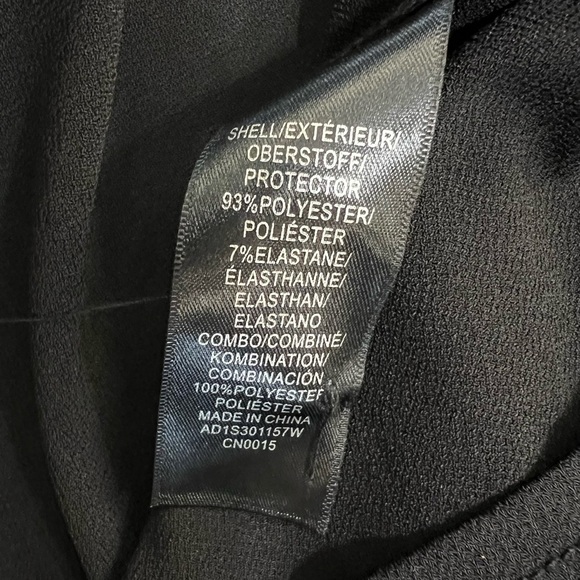 SHELL/EXTÉRIEUR/
OBERSTOFF/
PROTECTOR
93%POLYESTER/
POLIÉSTER
7%ELASTANE/
ÉLASTHANNE/
ELASTHAN/
ELASTANO
COMBO/COMBINÉ/
KOMBINATION/
COMBINACIÓN
100%POLYESTER
POLIÉSTER
MADE IN CHINA
AD1S301157W
CN0015